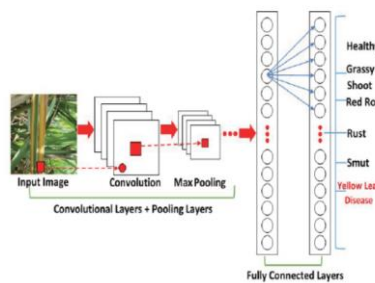 Healthy
Grassy
Shoot
Red Ro
Rust
Smut
Yellow Lea
Disease
Input Image
Convolution
Max Pooling
Convolutional Layers + Pooling Layers
Fully Connected Layers